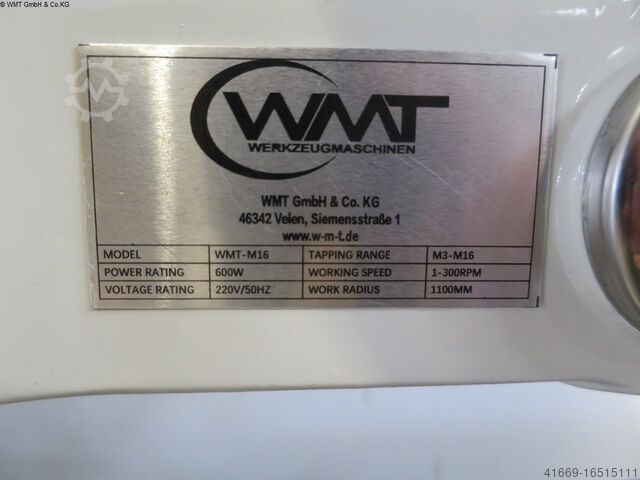 © WMT GmbH & Co.KG
WMT
WERKZEUGMASCHINEN
WMT GmbH & Co. KG
46342 Velen, Siemensstraße 1
www.w-m-t.de
MODEL WMT-M16 TAPPING RANGE M3-M16
POWER RATING 600W WORKING SPEED 1-300RPM
VOLTAGE RATING 220V/50HZ WORK RADIUS 1100MM
41669-16515111